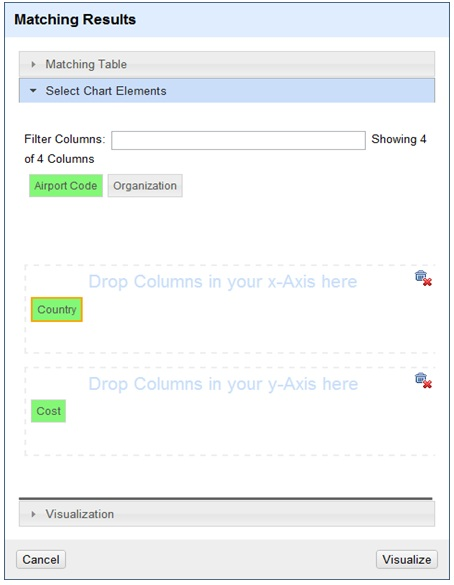 Matching Results
Matching Table
Select Chart Elements
Filter Columns: Showing 4
of 4 Columns
Airport Code Organization
Drop Columns in your x-Axis here
Country
Drop Columns in your y-Axis here
Cost
Visualization
Cancel Visualize